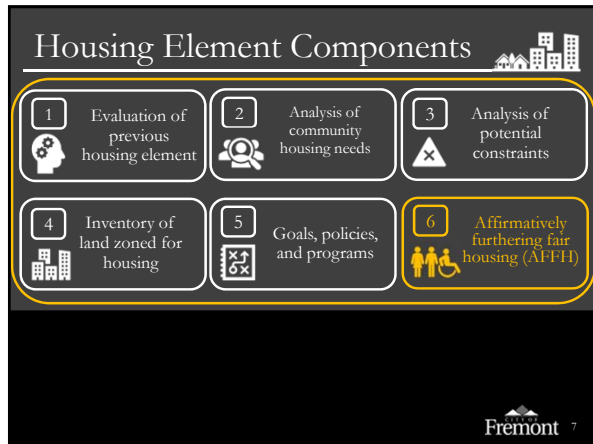 Housing Element Components
1
Evaluation of
previous
housing element
2
Analysis of
community
housing needs
3
Analysis of
potential
constraints
4
Inventory of
land zoned for
housing
5
Goals, policies,
and programs
6
Affirmatively
furthering fair
housing (AFFH)
CITY OF
Fremont
7